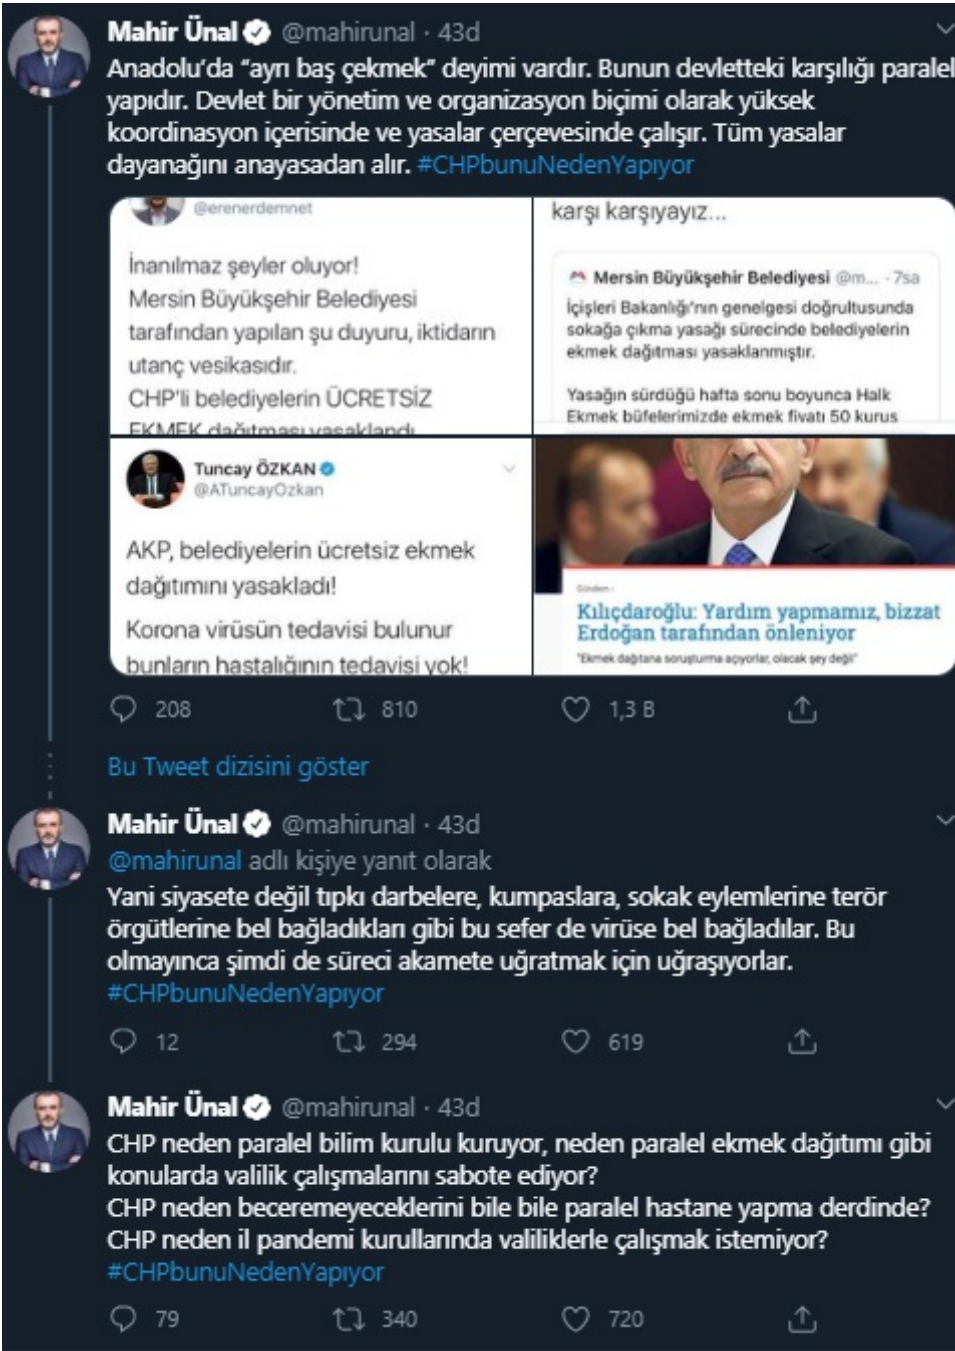 Mahir Ünal @mahirunal · 43d
Anadolu'da "ayrı baş çekmek" deyimi vardır. Bunun devletteki karşılığı paralel
yapıdır. Devlet bir yönetim ve organizasyon biçimi olarak yüksek
koordinasyon içerisinde ve yasalar çerçevesinde çalışır. Tüm yasalar
dayanağını anayasadan alır. #CHPbunuNedenYapıyor
@erenerdemnet
İnanılmaz şeyler oluyor!
Mersin Büyükşehir Belediyesi
tarafından yapılan şu duyuru, iktidarın
utanç vesikasıdır.
CHP'li belediyelerin ÜCRETSİZ
EKMEK dağıtması yasaklandı
karşı karşıyayız...
Mersin Büyükşehir Belediyesi @m... · 7sa
İçişleri Bakanlığı'nın genelgesi doğrultusunda
sokağa çıkma yasağı sürecinde belediyelerin
ekmek dağıtması yasaklanmıştır.
Yasağın sürdüğü hafta sonu boyunca Halk
Ekmek büfelerimizde ekmek fiyatı 50 kuruş
Tuncay ÖZKAN
@ATuncayOzkan
AKP, belediyelerin ücretsiz ekmek
dağıtımını yasakladı!
Korona virüsün tedavisi bulunur
bunların hastalığının tedavisi yok!
Gündem
Kılıçdaroğlu: Yardım yapmamız, bizzat
Erdoğan tarafından önleniyor
"Ekmek dağıtana soruşturma açıyorlar, olacak şey değil"
208 810 1,3 B
Bu Tweet dizisini göster
Mahir Ünal @mahirunal · 43d
@mahirunal adlı kişiye yanıt olarak
Yani siyasete değil tıpkı darbelere, kumpaslara, sokak eylemlerine terör
örgütlerine bel bağladıkları gibi bu sefer de virüse bel bağladılar. Bu
olmayınca şimdi de süreci akamete uğratmak için uğraşıyorlar.
#CHPbunuNedenYapıyor
12 294 619
Mahir Ünal @mahirunal · 43d
CHP neden paralel bilim kurulu kuruyor, neden paralel ekmek dağıtımı gibi
konularda valilik çalışmalarını sabote ediyor?
CHP neden beceremeyeceklerini bile bile paralel hastane yapma derdinde?
CHP neden il pandemi kurullarında valiliklerle çalışmak istemiyor?
#CHPbunuNedenYapıyor
79 340 720